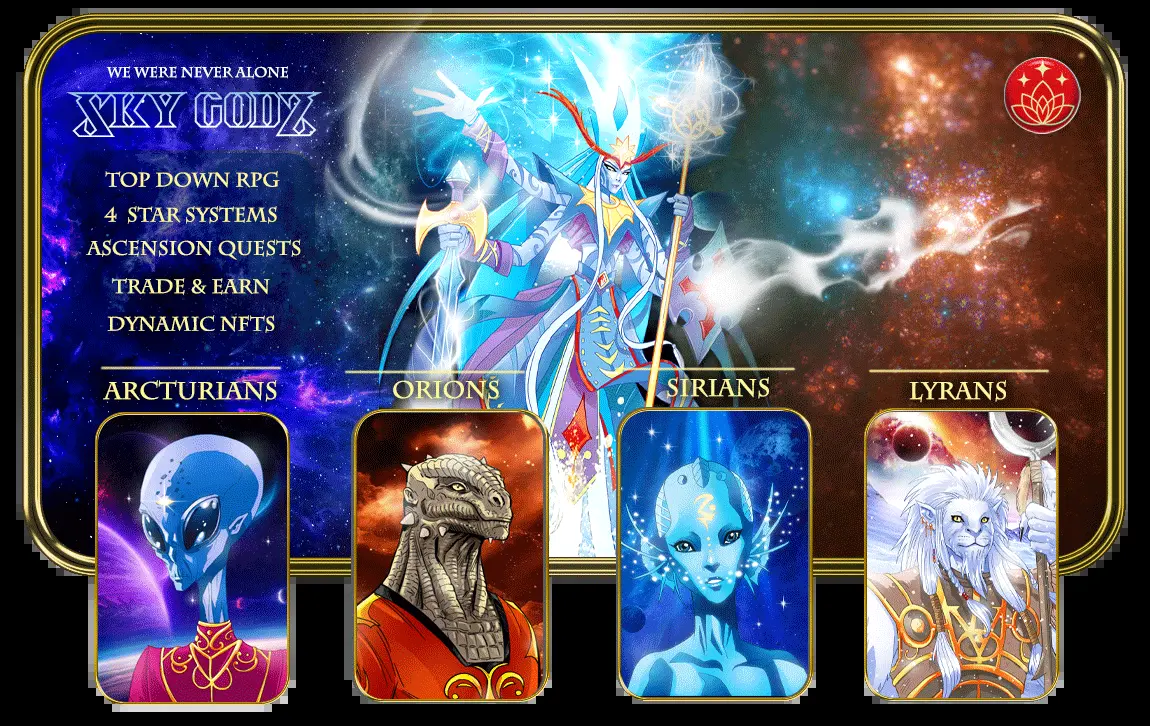 WE WERE NEVER ALONE
SKY GODZ
TOP DOWN RPG
4 STAR SYSTEMS
ASCENSION QUESTS
TRADE & EARN
DYNAMIC NFTS
ARCTURIANS
ORIONS
SIRIANS
LYRANS